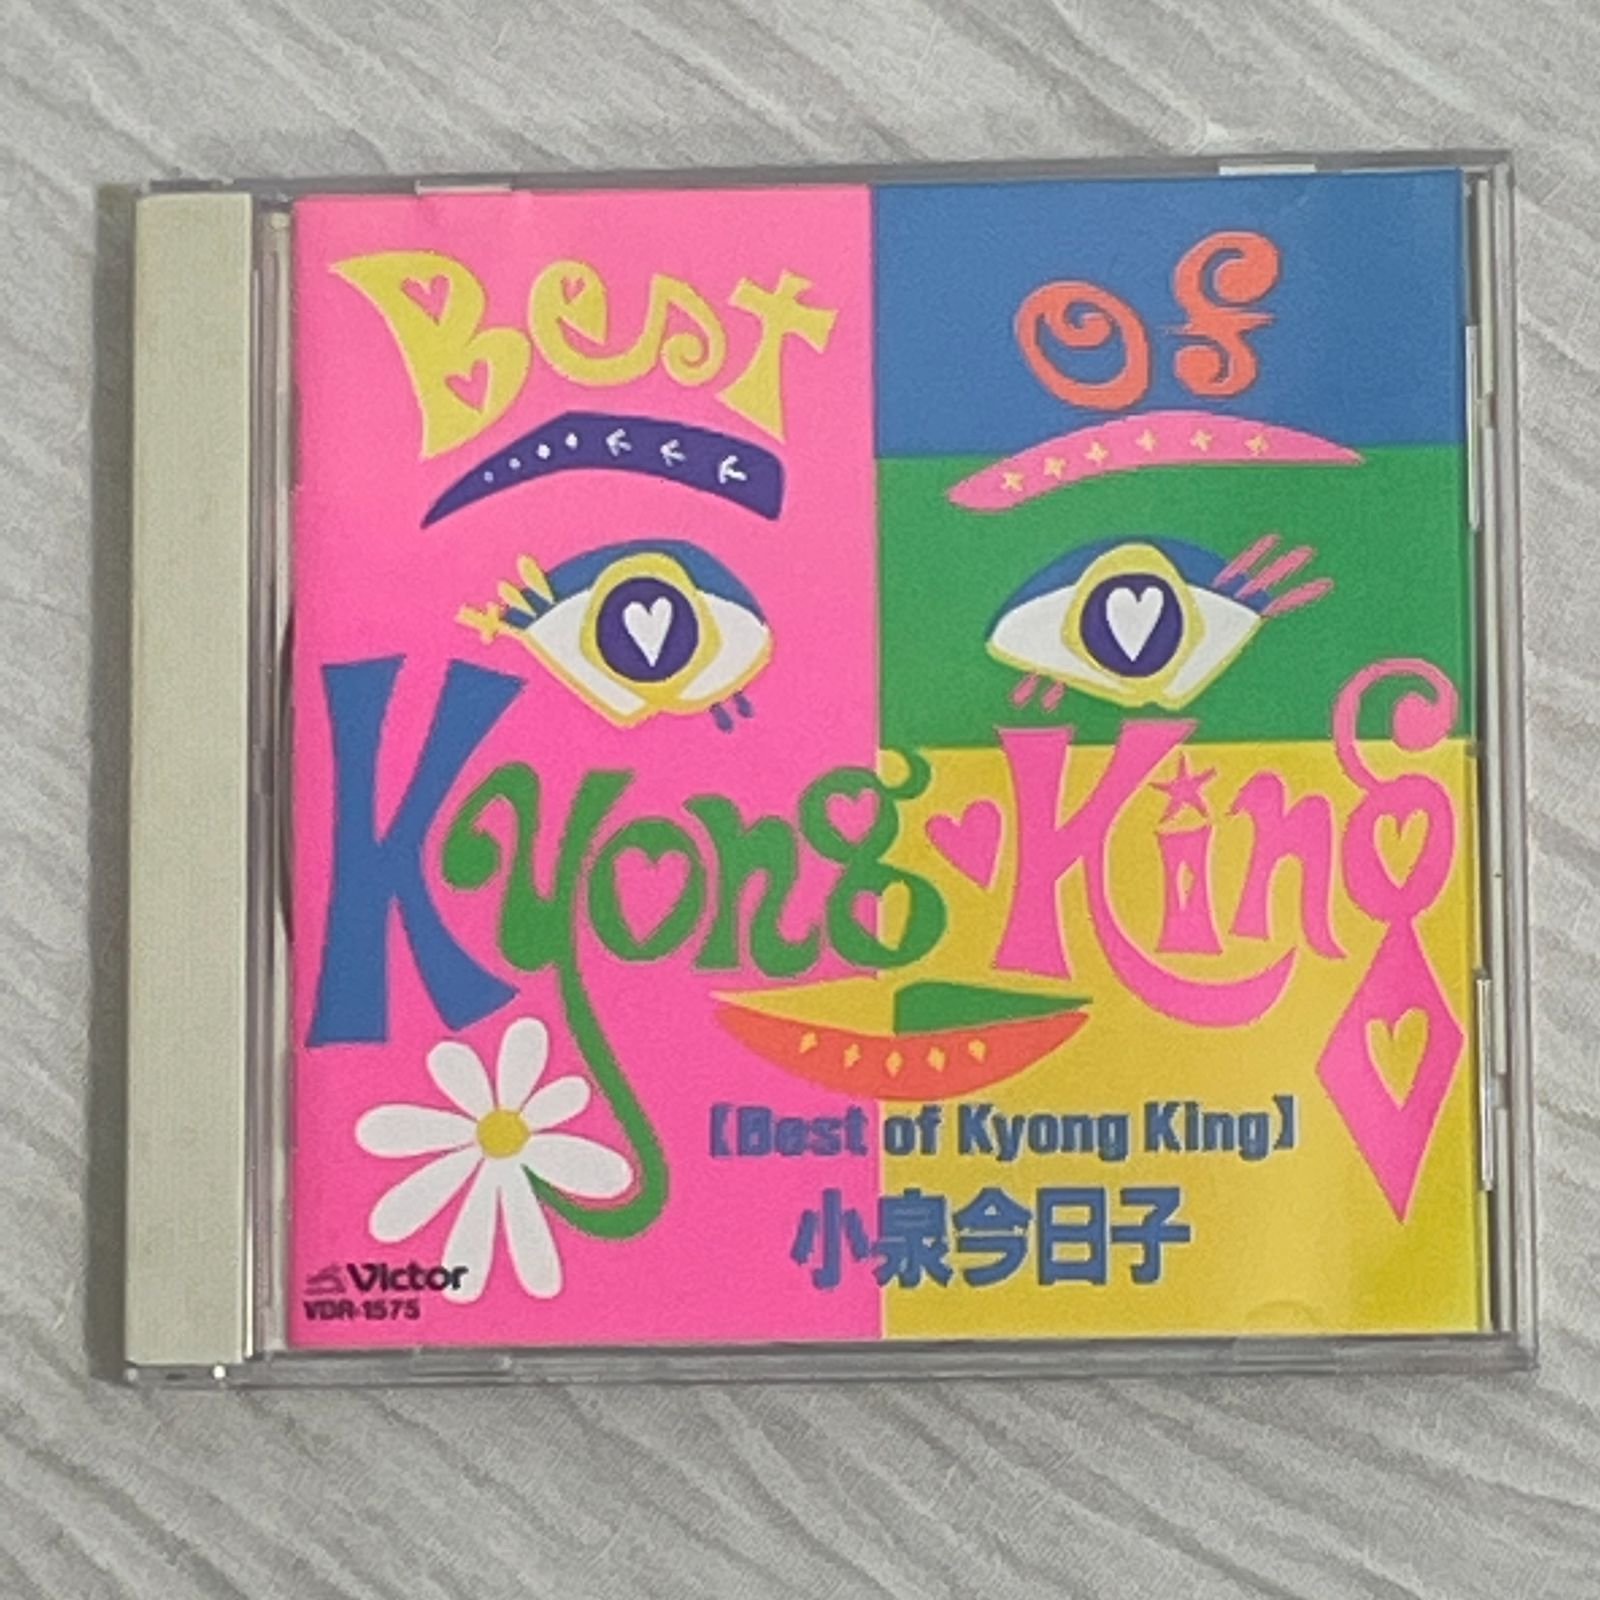 Best Of
Kyong King
【Best of Kyong King】
小泉今日子
Victor
VDR-1575